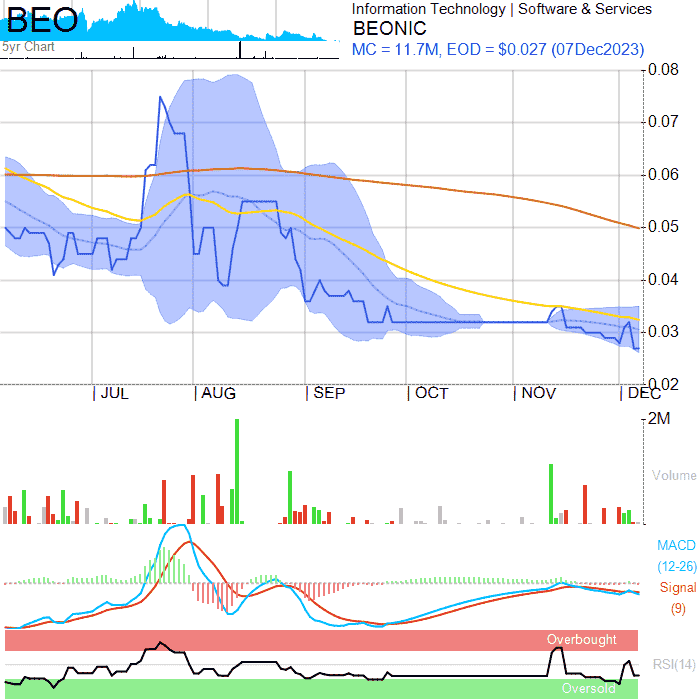 BEO
5yr Chart
Information Technology | Software & Services
BEONIC
MC = 11.7M, EOD = $0.027 (07Dec2023)
0.08
0.07
0.06
0.05
0.04
0.03
0.02
JUL AUG SEP OCT NOV DEC
2M
Volume
MACD
(12-26)
Signal
(9)
Overbought
RSI(14)
Oversold